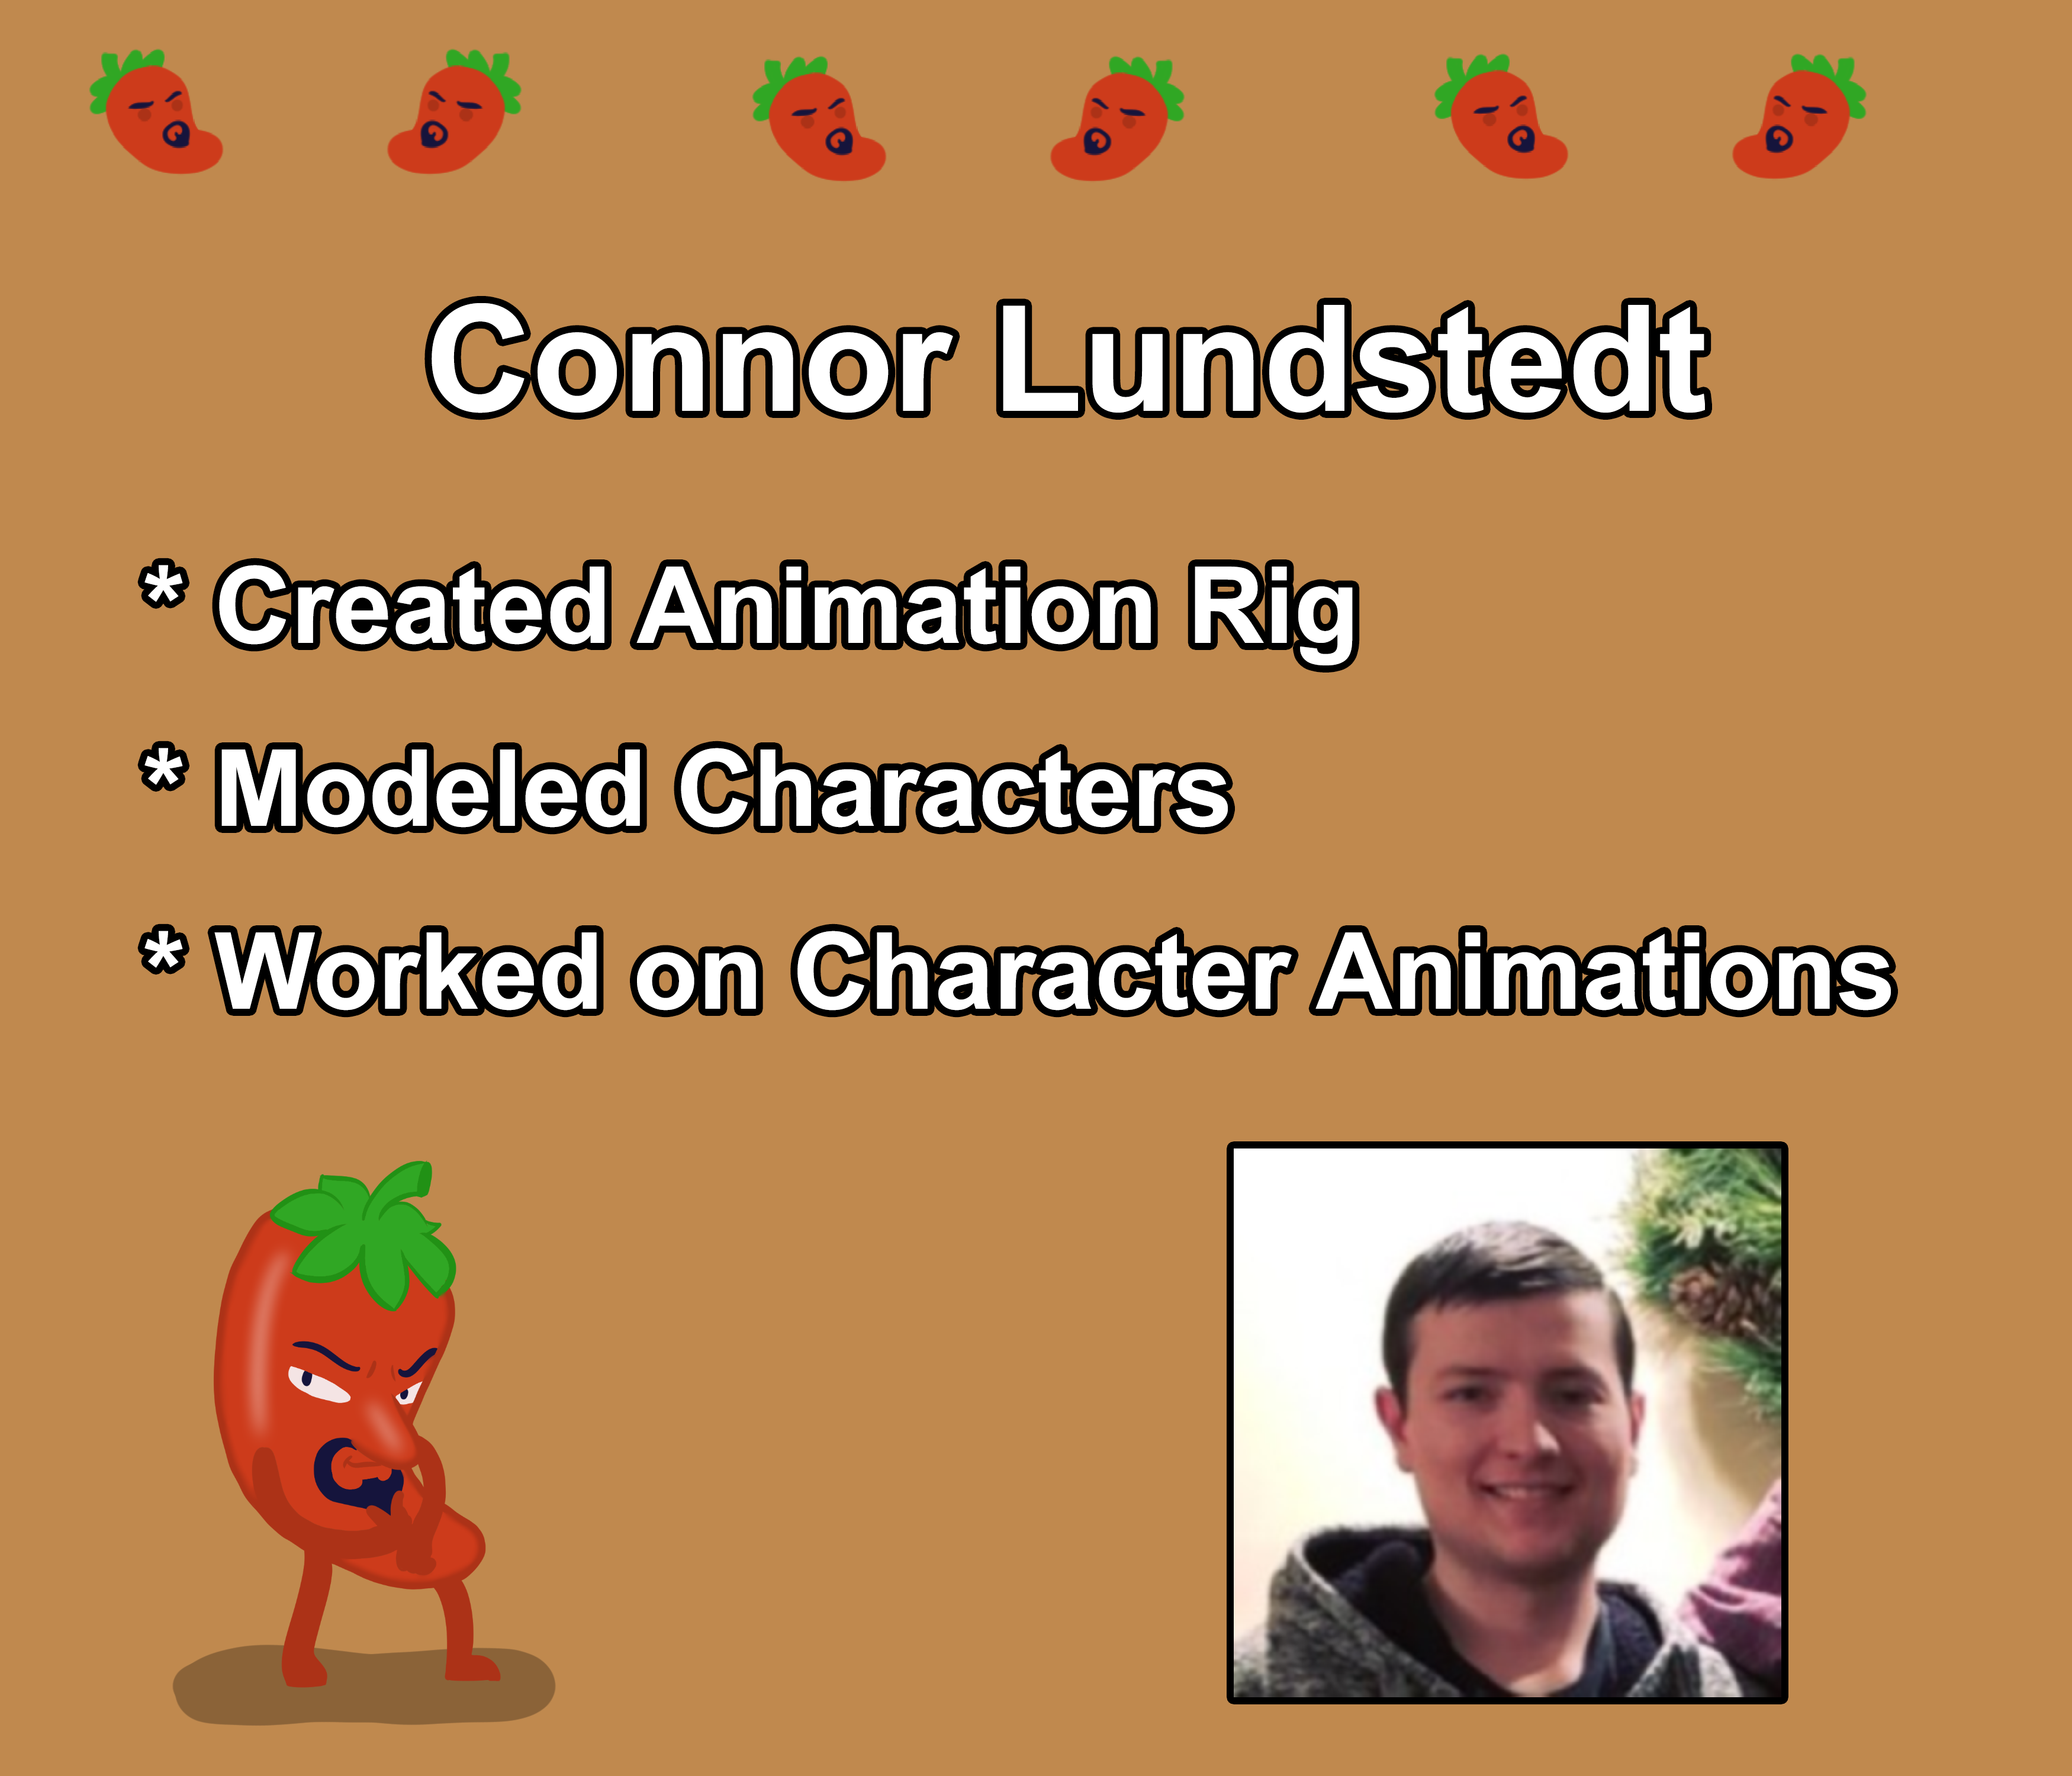 Connor Lundstedt
* Created Animation Rig
* Modeled Characters
* Worked on Character Animations